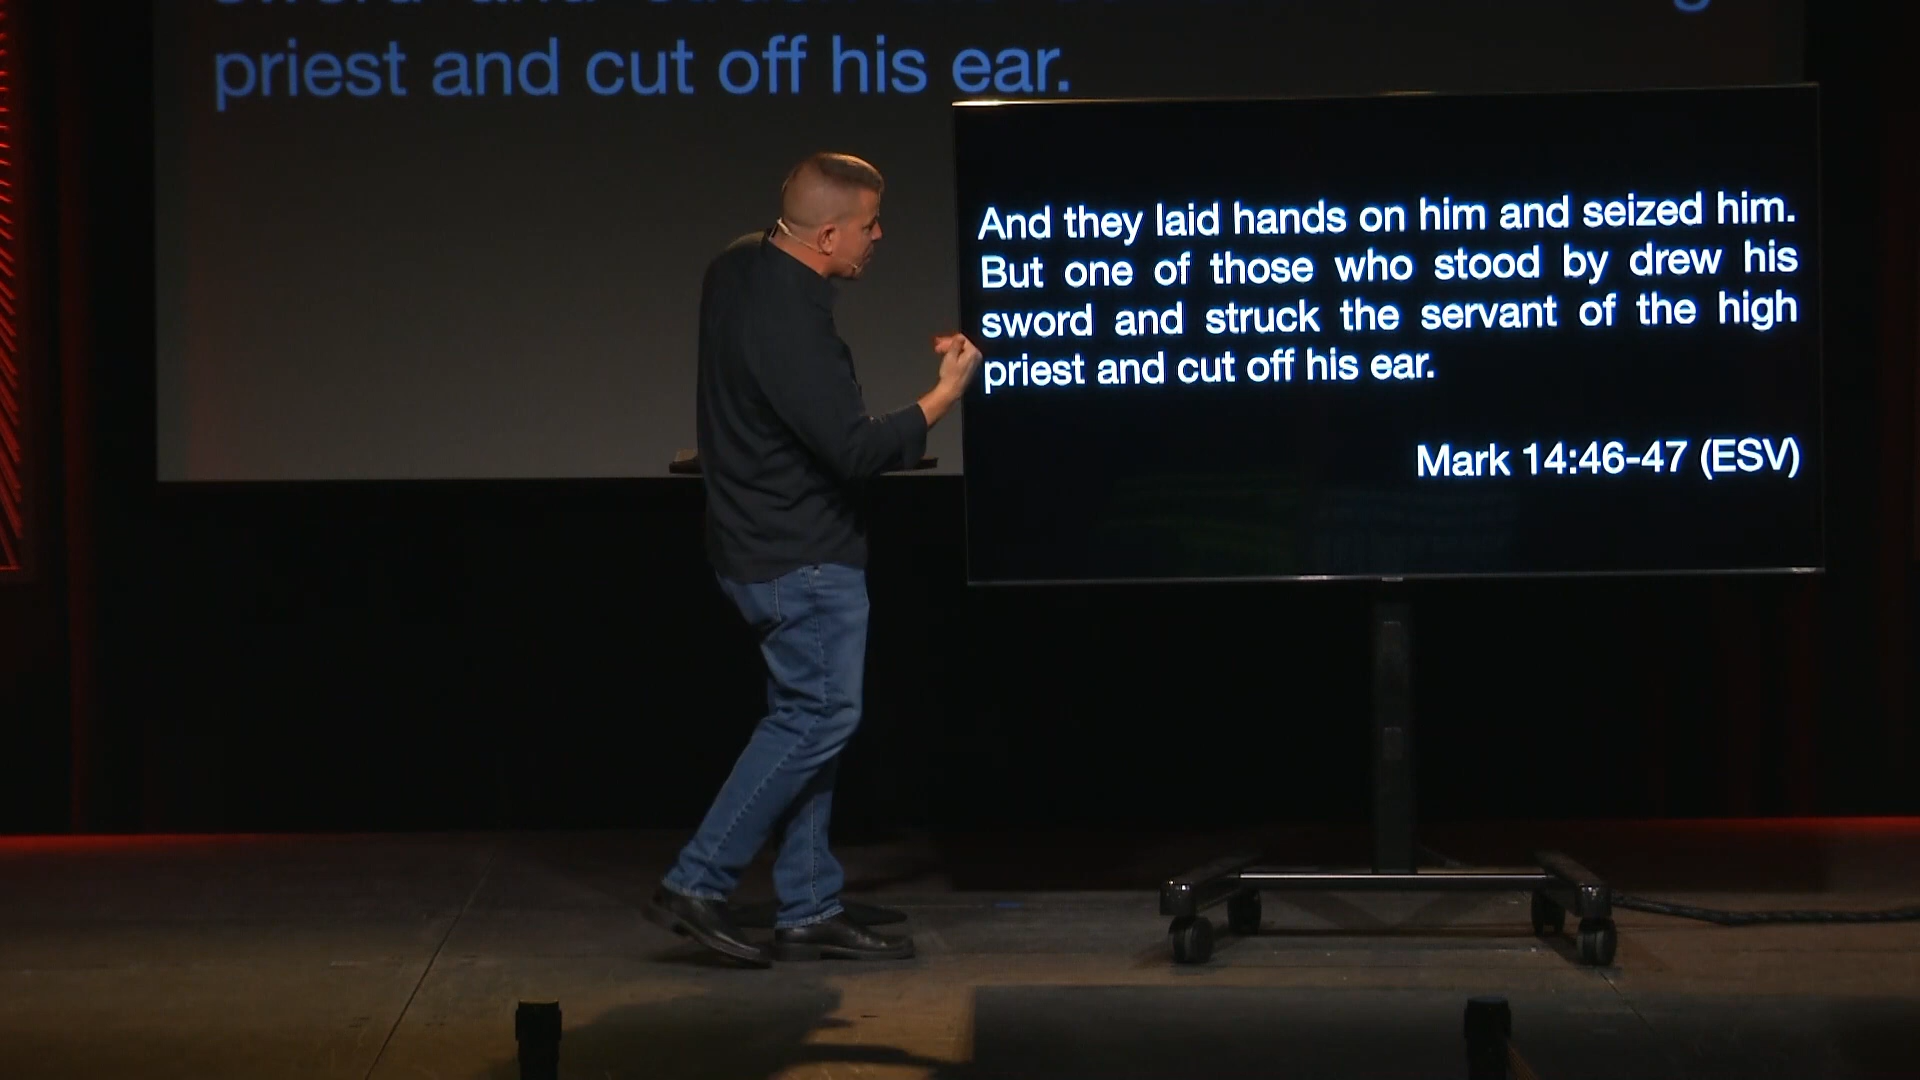 priest and cut off his ear.
And they laid hands on him and seized him.
But one of those who stood by drew his
sword and struck the servant of the high
priest and cut off his ear.
Mark 14:46-47 (ESV)